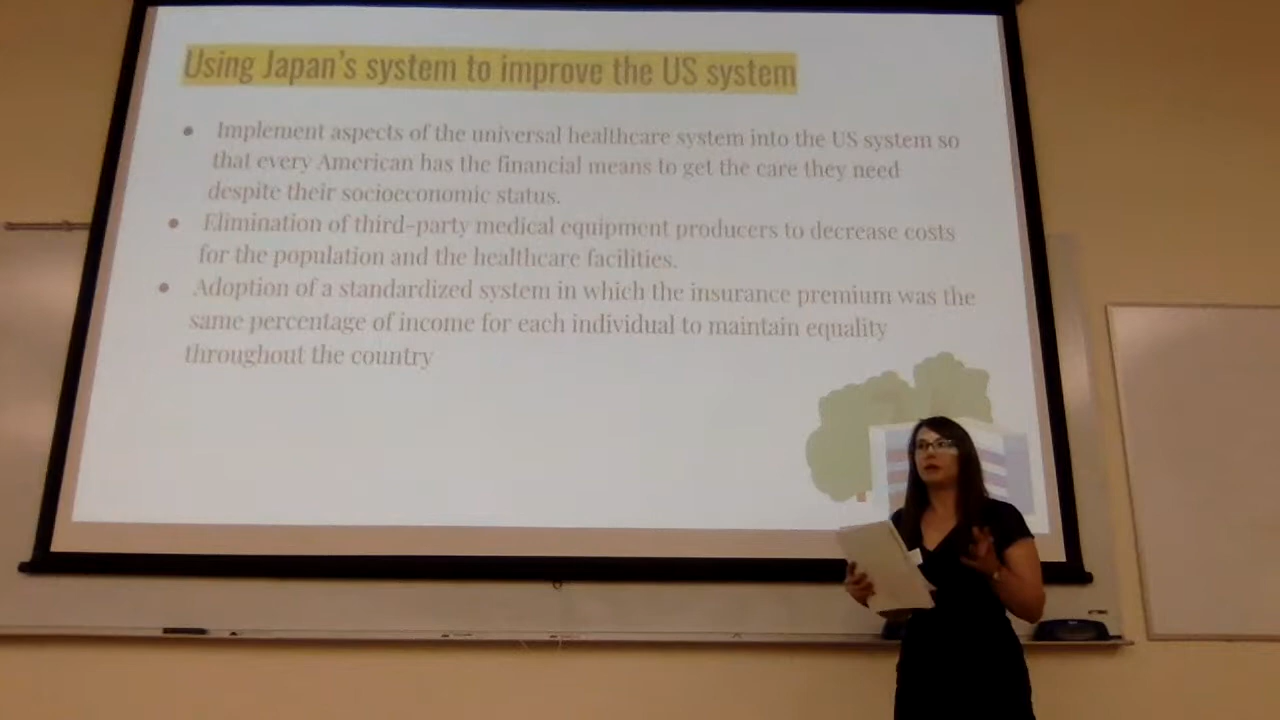 Using Japan's system to improve the US system
● Implement aspects of the universal healthcare system into the US system so
that every American has the financial means to get the care they need
despite their socioeconomic status.
● Elimination of third-party medical equipment producers to decrease costs
for the population and the healthcare facilities.
● Adoption of a standardized system in which the insurance premium was the
same percentage of income for each individual to maintain equality
throughout the country